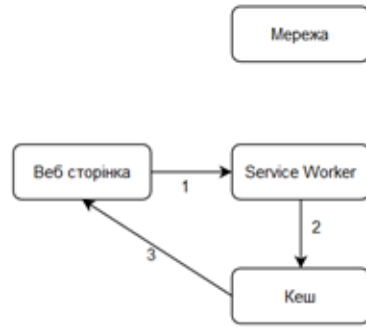 Мережа
Веб сторінка
1
Service Worker
2
3
Кеш